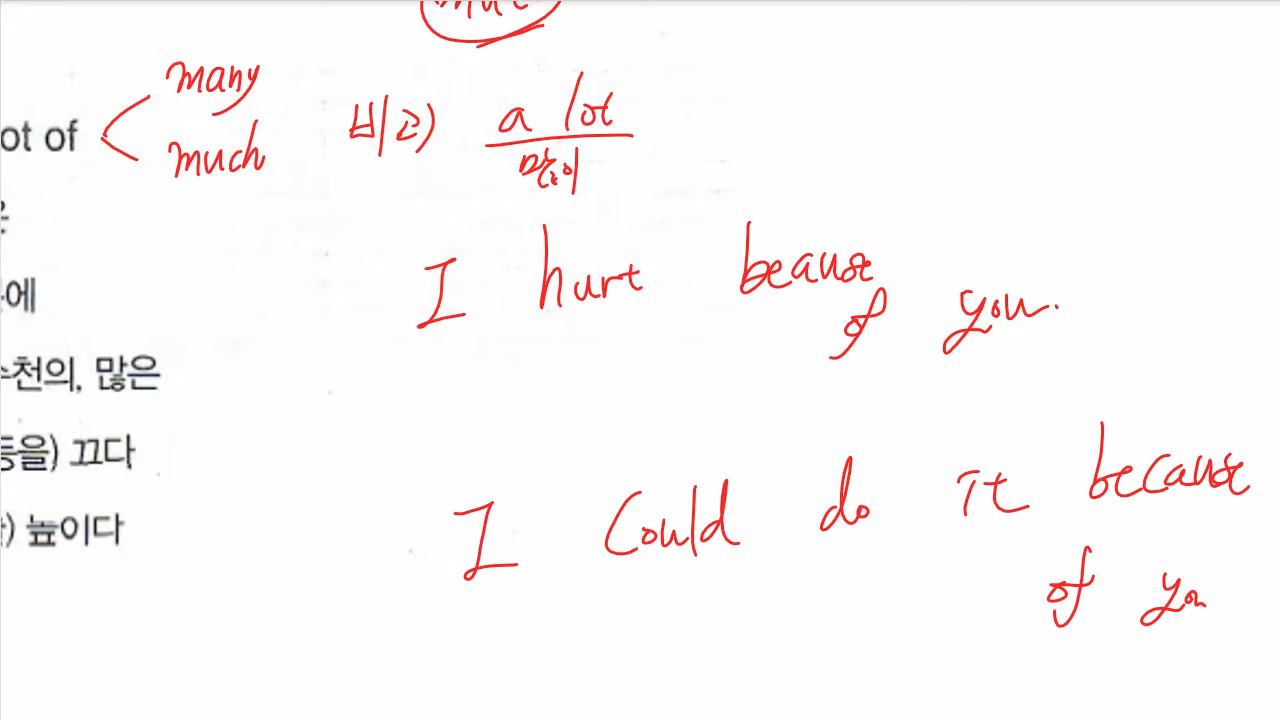 many
ot of
much
비교) a lot
많이
I hurt beause
of you.
에
천의, 많은
등을) 끄다
I could do it because
) 높이다
of you